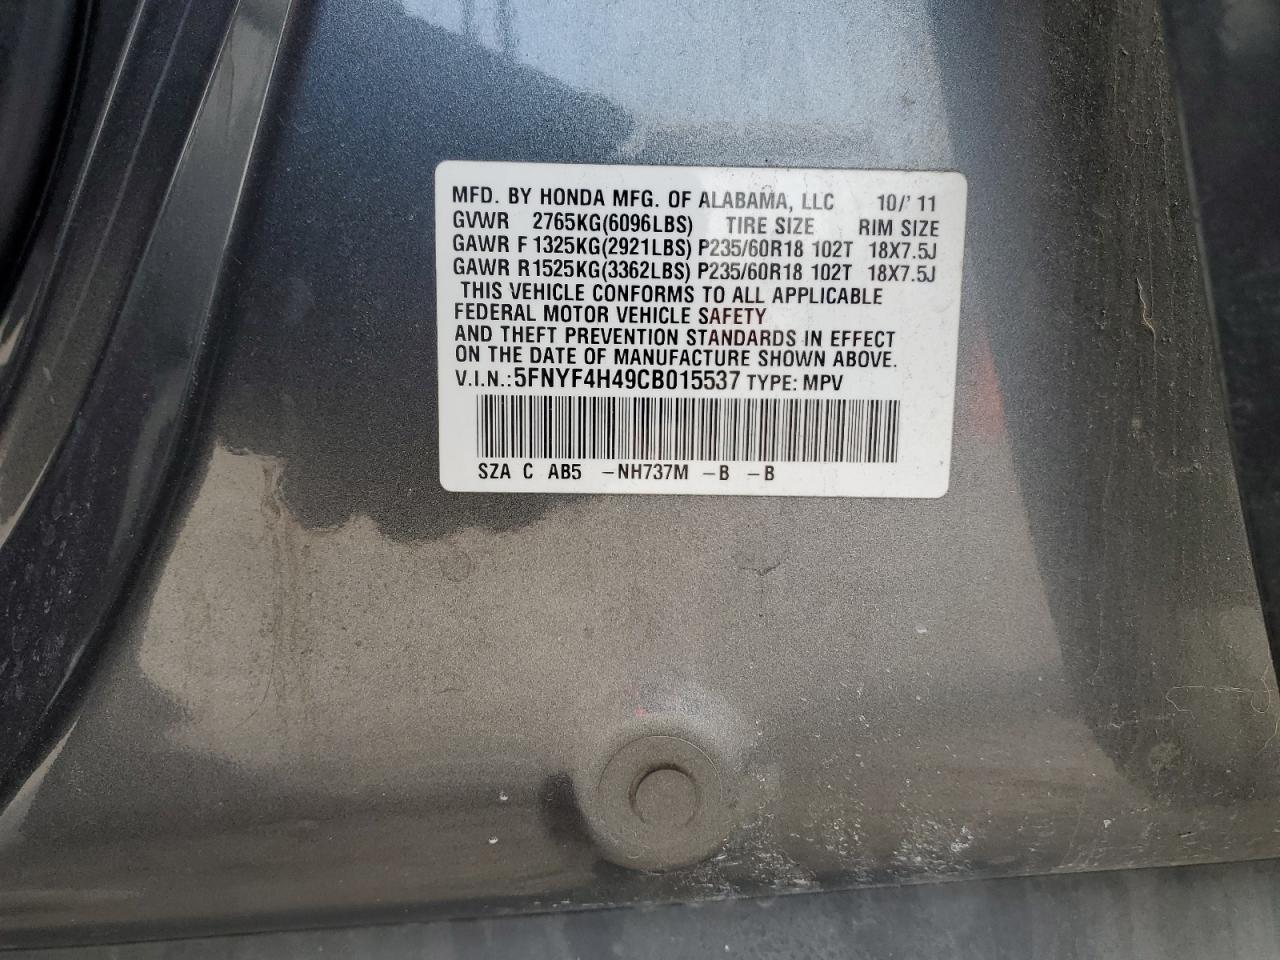 MFD. BY HONDA MFG. OF ALABAMA, LLC 10/'11
GVWR 2765KG(6096LBS) TIRE SIZE RIM SIZE
GAWR F 1325KG(2921LBS) P235/60R18 102T 18X7.5J
GAWR R1525KG(3362LBS) P235/60R18 102T 18X7.5J
THIS VEHICLE CONFORMS TO ALL APPLICABLE
FEDERAL MOTOR VEHICLE SAFETY
AND THEFT PREVENTION STANDARDS IN EFFECT
ON THE DATE OF MANUFACTURE SHOWN ABOVE.
V.I.N.:5FNYF4H49CB015537 TYPE: MPV
SZA C AB5 -NH737M -B -B